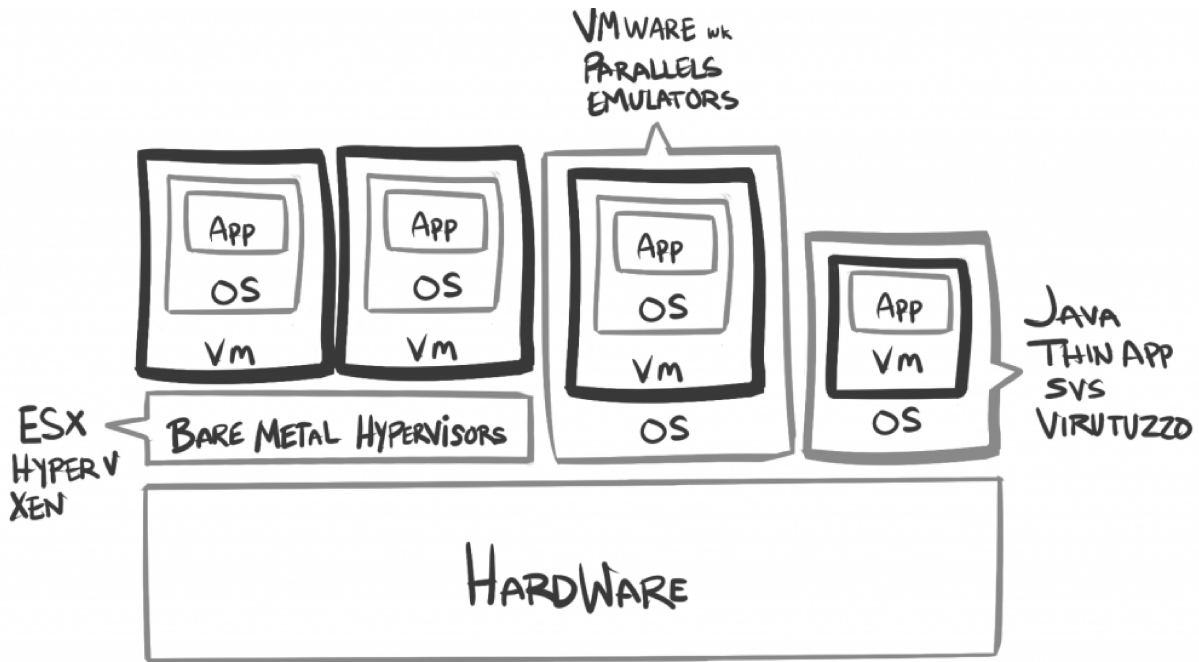 VMWARE wk
PARALLELS
EMULATORS
App
OS
Vm
App
OS
Vm
App
OS
Vm
OS
App
Vm
OS
JAVA
THIN APP
SVS
VIRUTUZZO
ESX
HYPER V
XEN
BARE METAL HYPERVISORS
HARDWARE